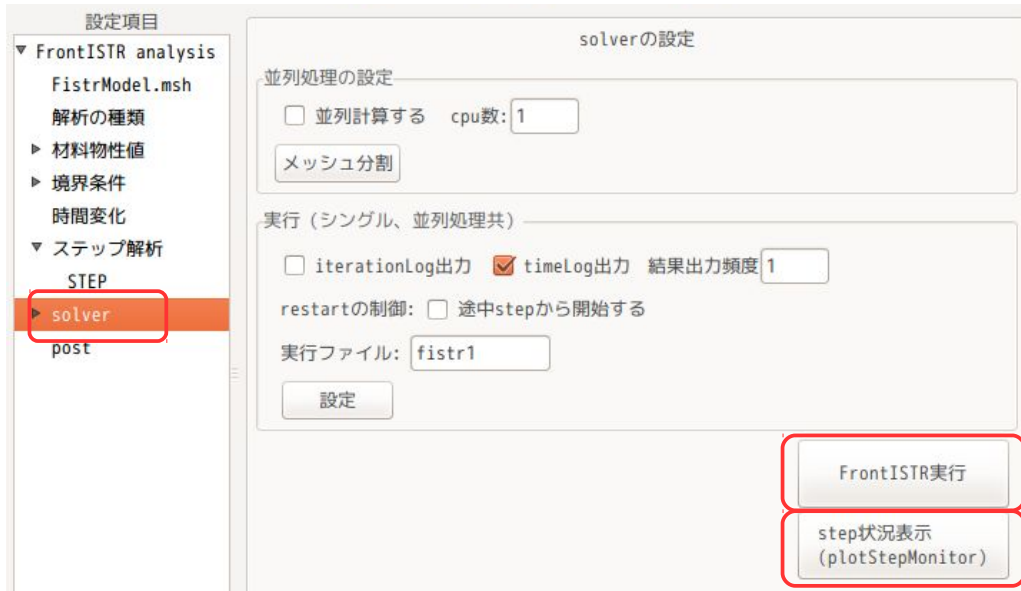 設定項目
FrontISTR analysis
FistrModel.msh
解析の種類
材料物性値
境界条件
時間変化
ステップ解析
STEP
solver
post
solverの設定
並列処理の設定
並列計算する cpu数: 1
メッシュ分割
実行（シングル、並列処理共）
iterationLog出力 timeLog出力 結果出力頻度 1
restartの制御: 途中stepから開始する
実行ファイル: fistr1
設定
FrontISTR実行
step状況表示
(plotStepMonitor)